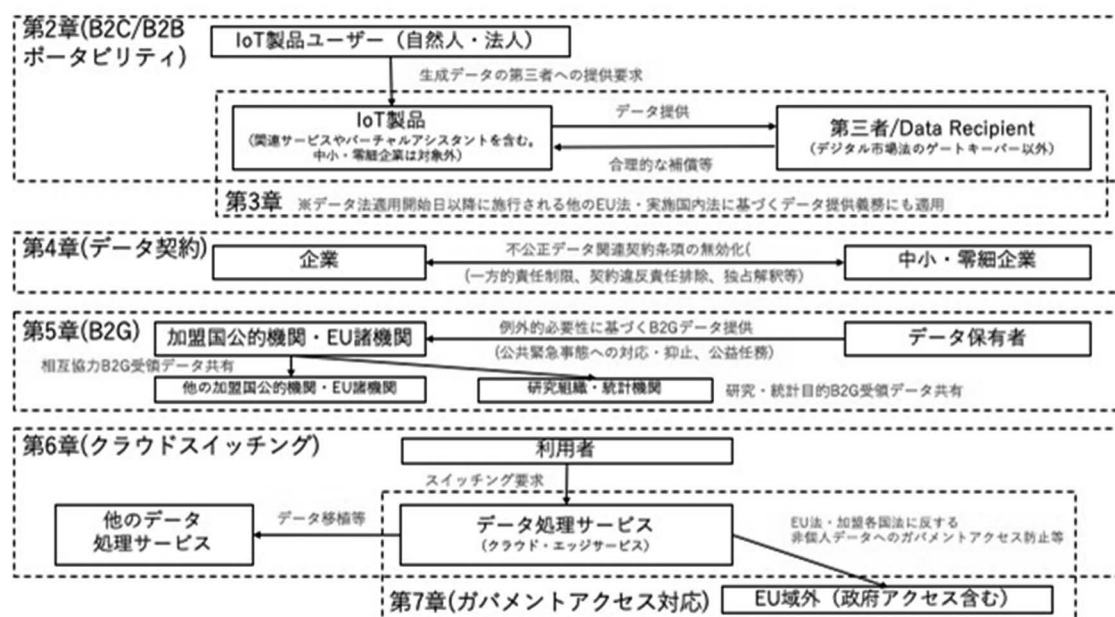 第2章(B2C/B2B
ポータビリティ)
IoT製品ユーザー（自然人・法人）
生成データの第三者への提供要求
IoT製品
(関連サービスやバーチャルアシスタントを含む。
中小・零細企業は対象外)
データ提供
合理的な補償等
第三者/Data Recipient
(デジタル市場法のゲートキーパー以外)
第3章 ※データ法適用開始日以降に施行される他のEU法・実施国内法に基づくデータ提供義務にも適用
第4章(データ契約)
企業
不公正データ関連契約条項の無効化(
(一方的責任制限、契約違反責任排除、独占解釈等)
中小・零細企業
第5章(B2G)
加盟国公的機関・EU諸機関
例外的必要性に基づくB2Gデータ提供
(公共緊急事態への対応・抑止、公益任務)
データ保有者
相互協力B2G受領データ共有
他の加盟国公的機関・EU諸機関
研究組織・統計機関
研究・統計目的B2G受領データ共有
第6章(クラウドスイッチング)
利用者
スイッチング要求
他のデータ
処理サービス
データ移植等
データ処理サービス
(クラウド・エッジサービス)
EU法・加盟各国法に反する
非個人データへのガバメントアクセス防止等
第7章(ガバメントアクセス対応)
EU域外（政府アクセス含む）